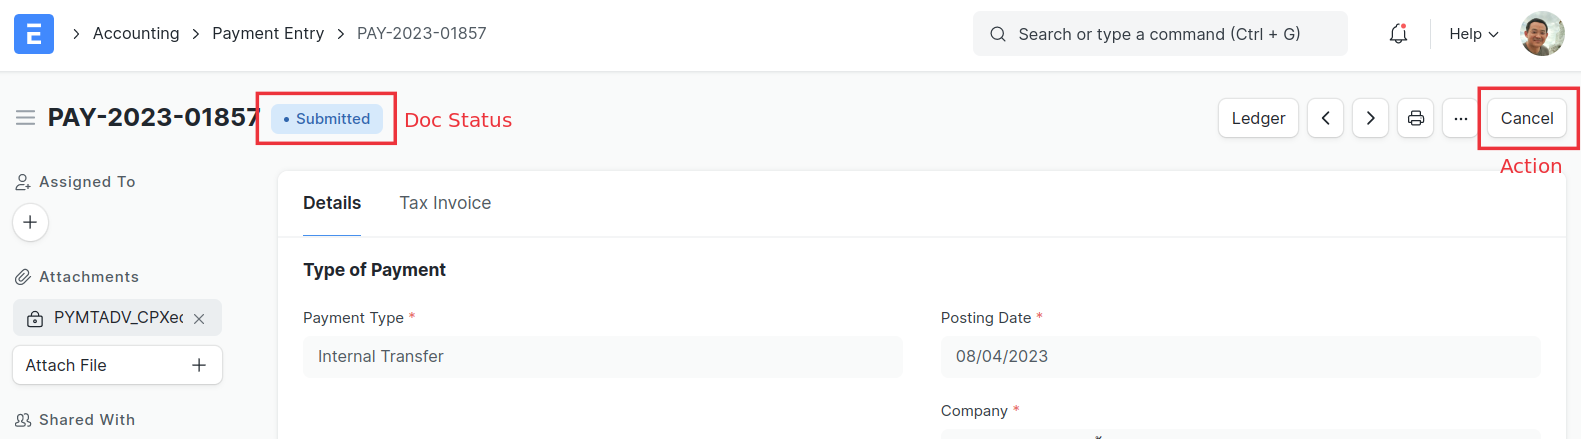 E > Accounting > Payment Entry > PAY-2023-01857 Search or type a command (Ctrl + G) Help
PAY-2023-01857 • Submitted Doc Status Ledger ... Cancel
Action
Assigned To
Details Tax Invoice
Attachments
Type of Payment
PYMTADV_CPXec
Payment Type * Posting Date *
Internal Transfer 08/04/2023
Attach File
Company *
Shared With